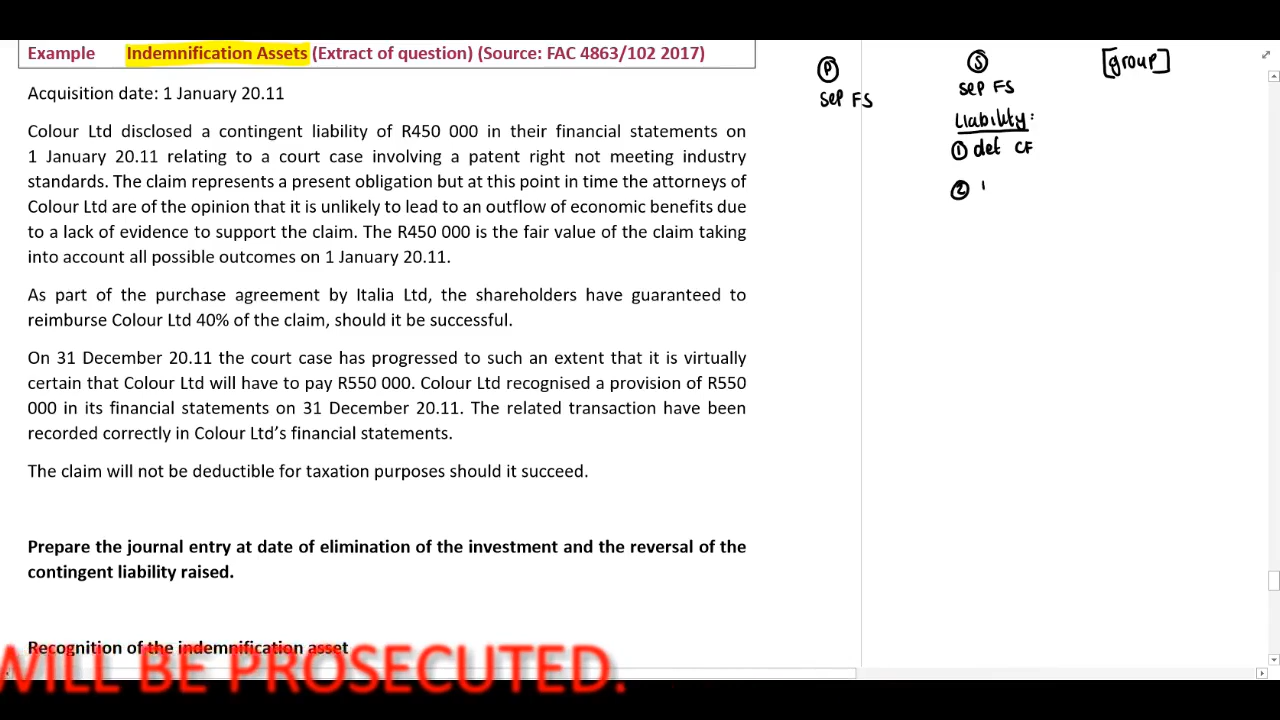 Example Indemnification Assets (Extract of question) (Source: FAC 4863/102 2017)
Acquisition date: 1 January 20.11
Colour Ltd disclosed a contingent liability of R450 000 in their financial statements on
1 January 20.11 relating to a court case involving a patent right not meeting industry
standards. The claim represents a present obligation but at this point in time the attorneys of
Colour Ltd are of the opinion that it is unlikely to lead to an outflow of economic benefits due
to a lack of evidence to support the claim. The R450 000 is the fair value of the claim taking
into account all possible outcomes on 1 January 20.11.
As part of the purchase agreement by Italia Ltd, the shareholders have guaranteed to
reimburse Colour Ltd 40% of the claim, should it be successful.
On 31 December 20.11 the court case has progressed to such an extent that it is virtually
certain that Colour Ltd will have to pay R550 000. Colour Ltd recognised a provision of R550
000 in its financial statements on 31 December 20.11. The related transaction have been
recorded correctly in Colour Ltd's financial statements.
The claim will not be deductible for taxation purposes should it succeed.
Prepare the journal entry at date of elimination of the investment and the reversal of the
contingent liability raised.
Recognition of the indemnification asset
WILL BE PROSECUTED.
P
sep FS
S
sep FS
Liability:
1 def CF
2
[group]